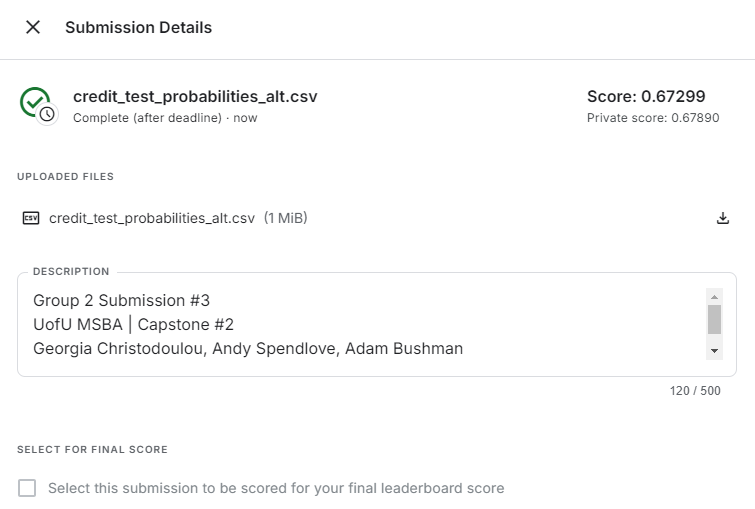 Submission Details
credit_test_probabilities_alt.csv
Score: 0.67299
Complete (after deadline) · now
Private score: 0.67890
UPLOADED FILES
CSV
credit_test_probabilities_alt.csv (1 MiB)
DESCRIPTION
Group 2 Submission #3
UofU MSBA | Capstone #2
Georgia Christodoulou, Andy Spendlove, Adam Bushman
120 / 500
SELECT FOR FINAL SCORE
Select this submission to be scored for your final leaderboard score